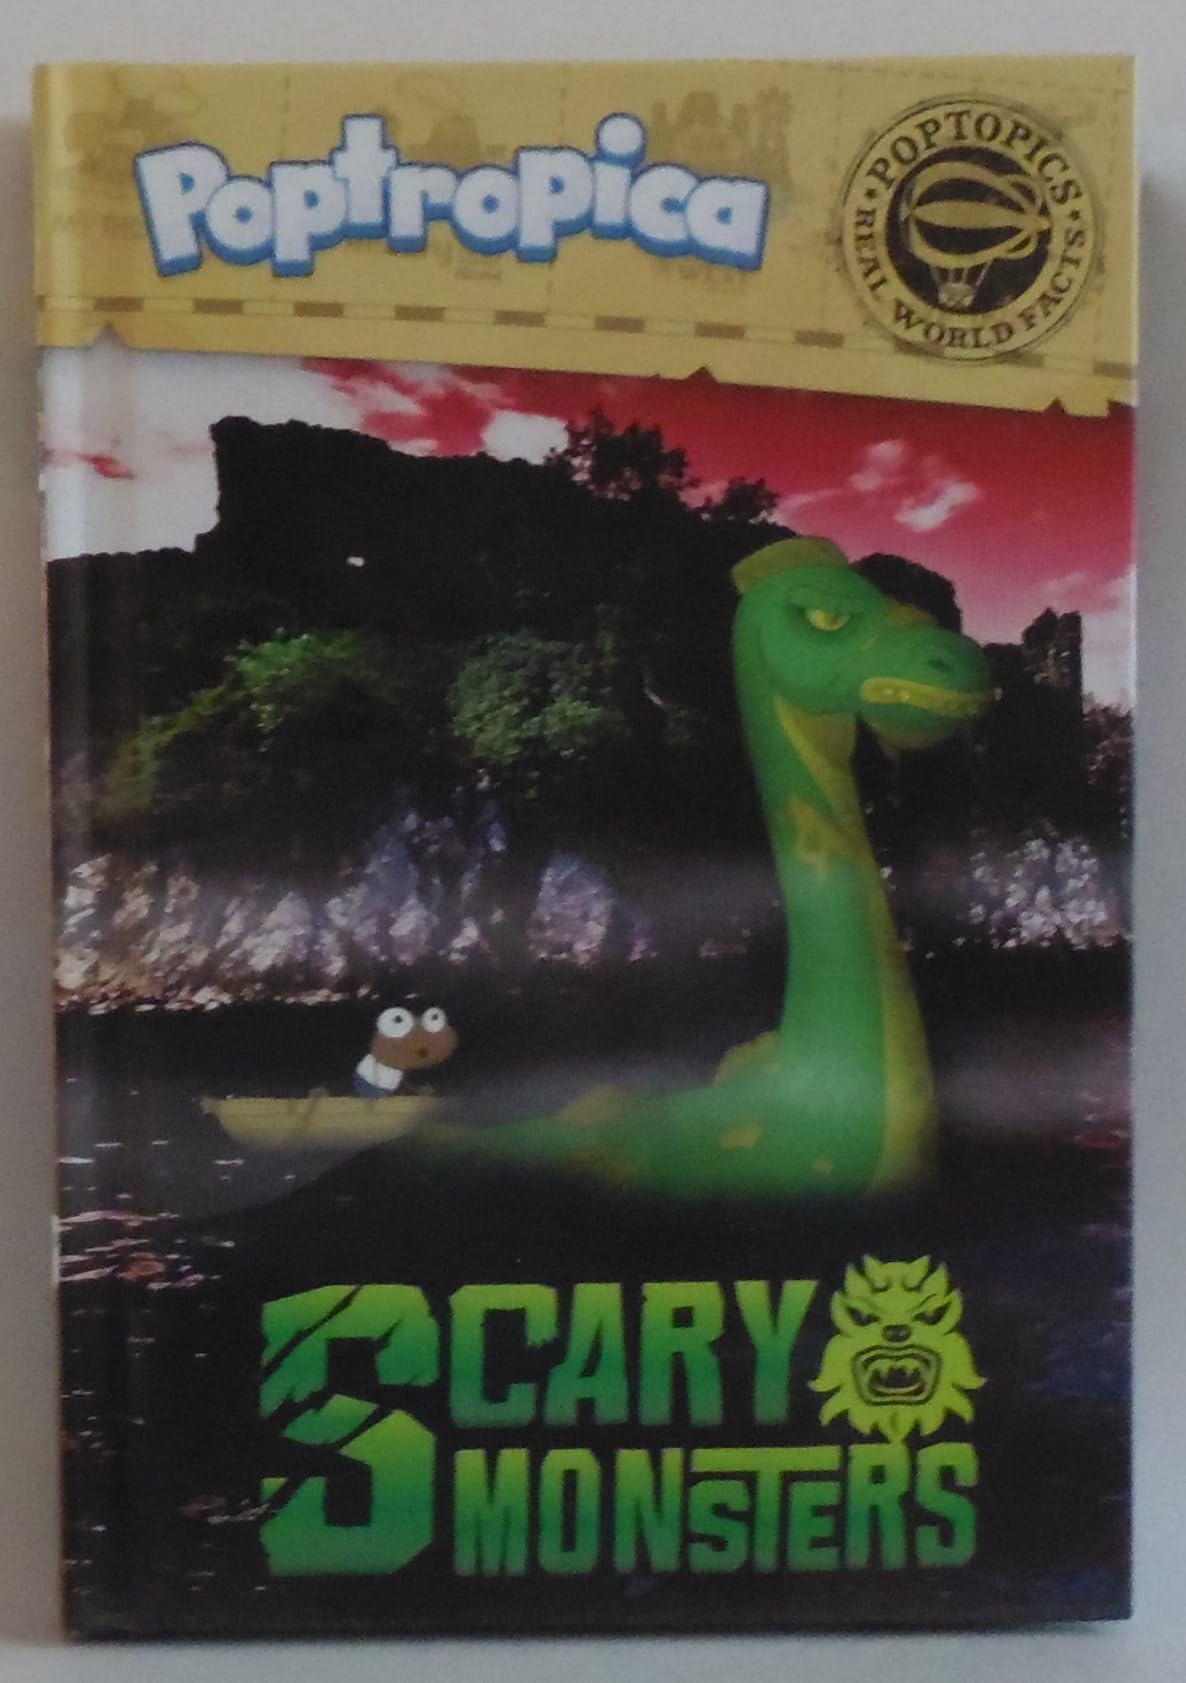 Poptropica
POPTOPICS
REAL WORLD FACTS
SCARY
MONSTERS